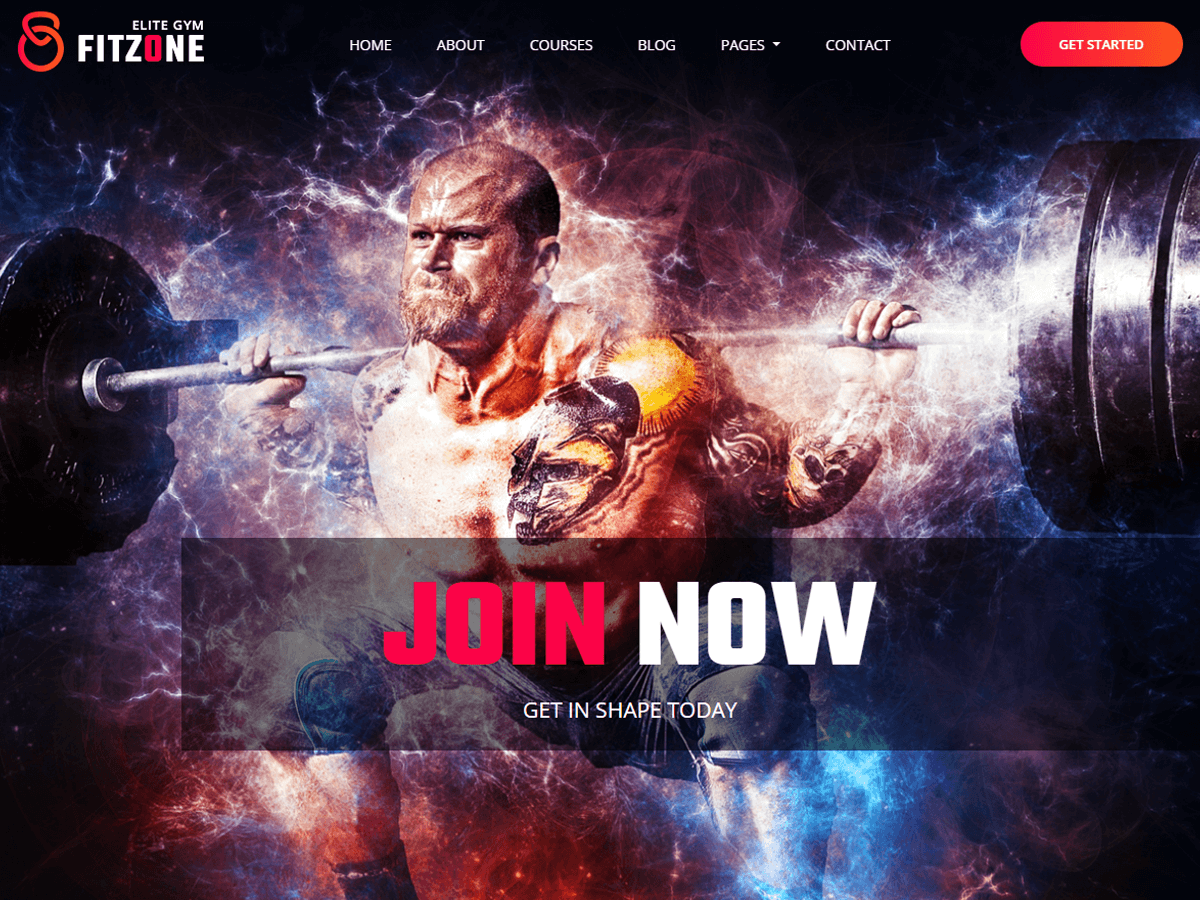 ELITE GYM
FITZONE
HOME
ABOUT
COURSES
BLOG
PAGES
CONTACT
GET STARTED
JOIN NOW
GET IN SHAPE TODAY